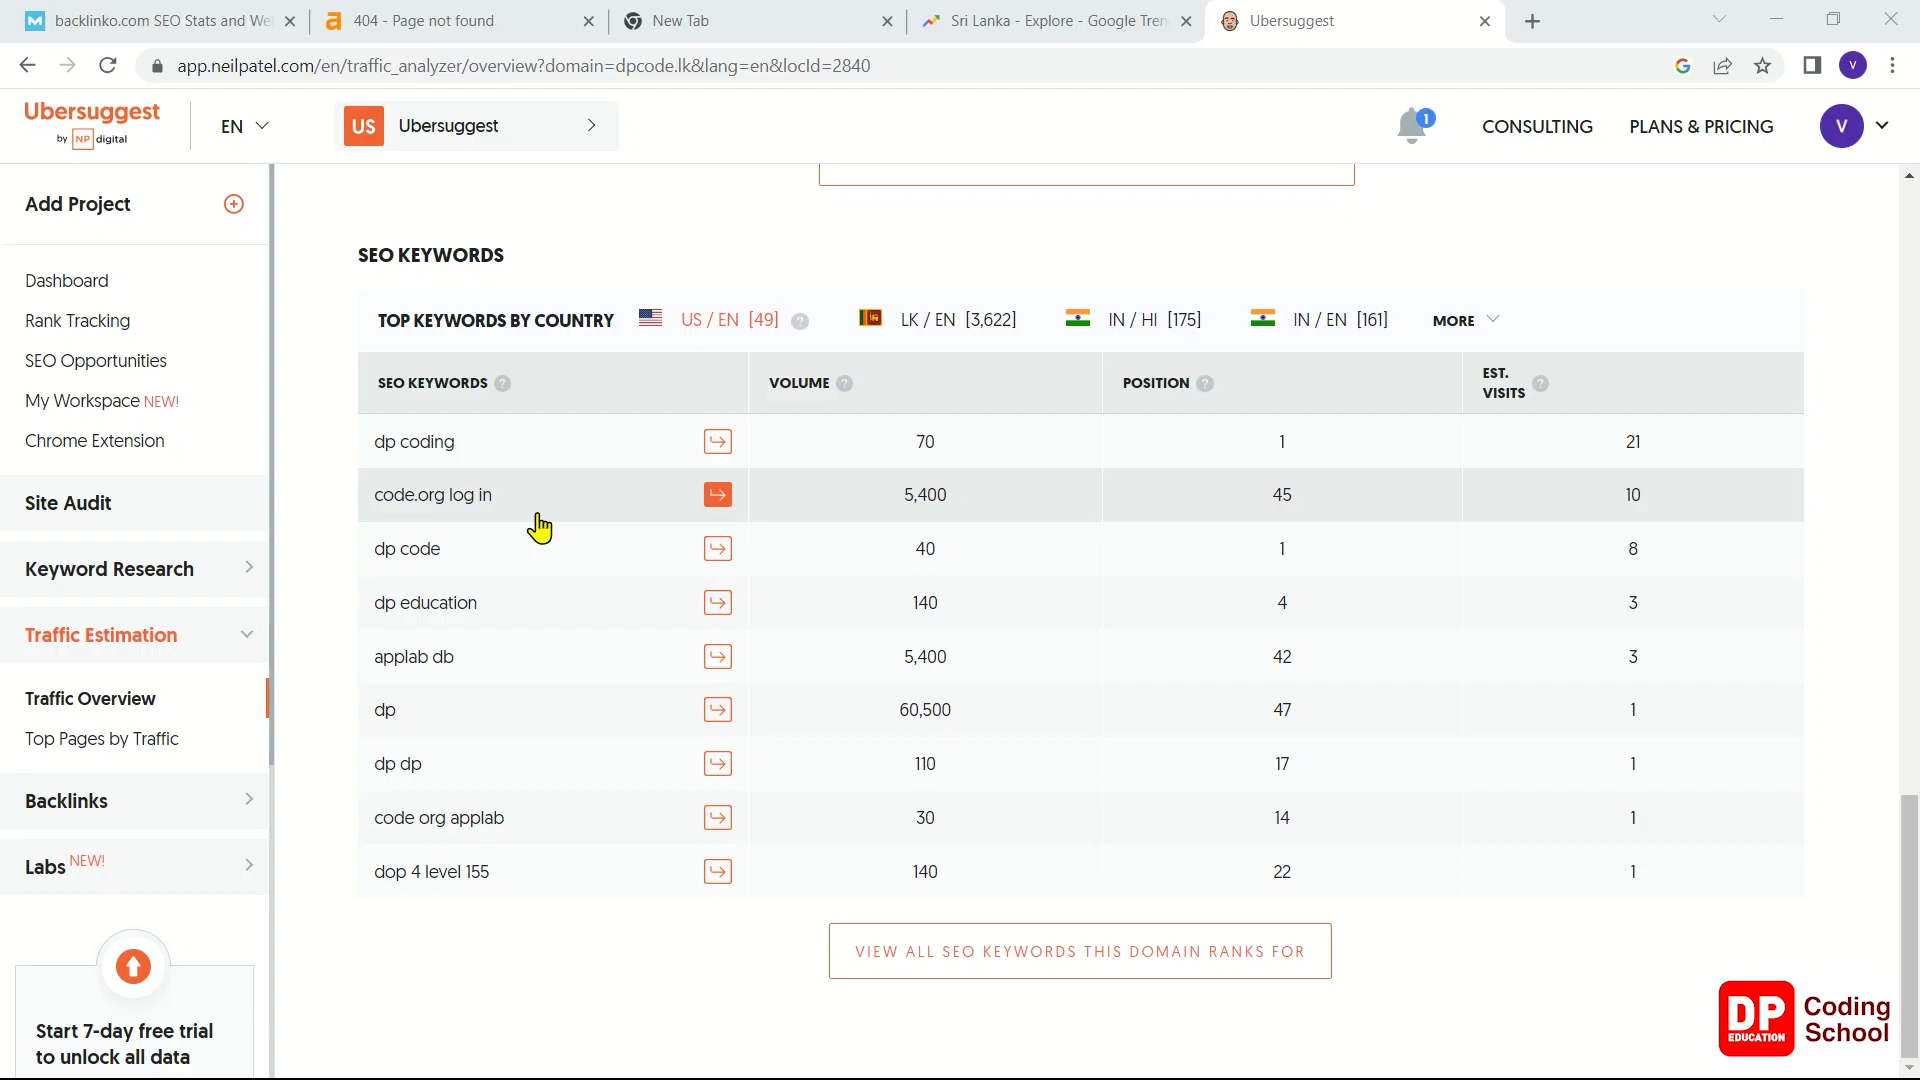 backlinko.com SEO Stats and We
404 - Page not found
New Tab
Sri Lanka - Explore - Google Tren
Ubersuggest
app.neilpatel.com/en/traffic_analyzer/overview?domain=dpcode.lk&lang=en&locId=2840
V
Ubersuggest
by NP digital
EN
US Ubersuggest
1
CONSULTING
PLANS & PRICING
V
Add Project
Dashboard
Rank Tracking
SEO Opportunities
My Workspace NEW!
Chrome Extension
Site Audit
Keyword Research
Traffic Estimation
Traffic Overview
Top Pages by Traffic
Backlinks
Labs NEW!
Start 7-day free trial
to unlock all data
SEO KEYWORDS
TOP KEYWORDS BY COUNTRY US / EN [49] ? LK / EN [3,622] IN / HI [175] IN / EN [161] MORE
SEO KEYWORDS ? VOLUME ? POSITION ? EST. VISITS ?
dp coding 70 1 21
code.org log in 5,400 45 10
dp code 40 1 8
dp education 140 4 3
applab db 5,400 42 3
dp 60,500 47 1
dp dp 110 17 1
code org applab 30 14 1
dop 4 level 155 140 22 1
VIEW ALL SEO KEYWORDS THIS DOMAIN RANKS FOR
DP EDUCATION
Coding
School